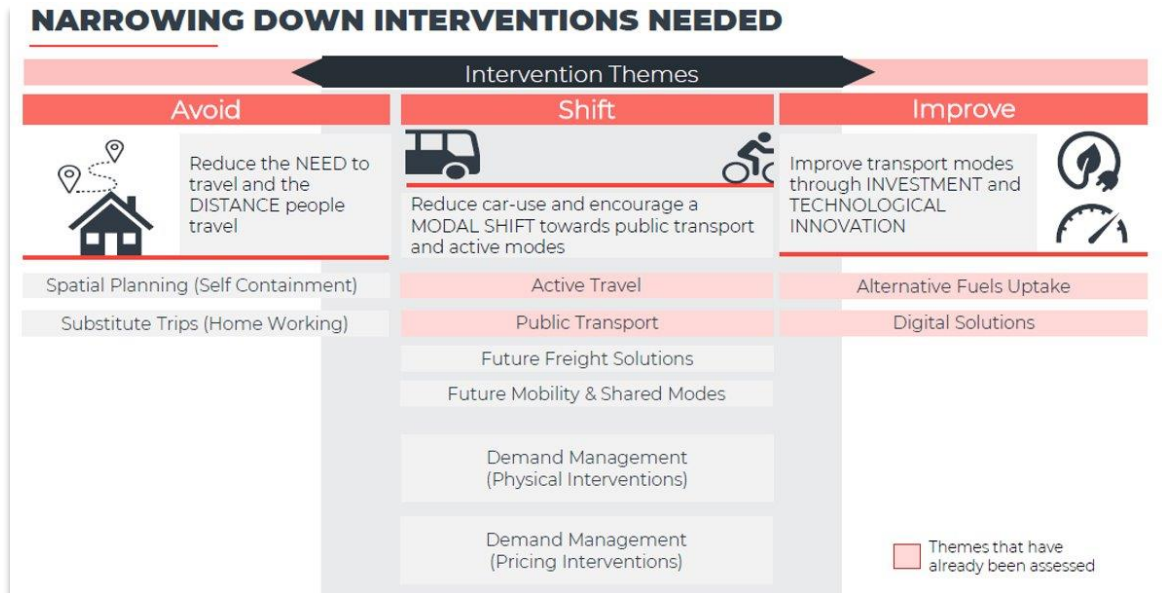 NARROWING DOWN INTERVENTIONS NEEDED
Intervention Themes
Avoid
Reduce the NEED to
travel and the
DISTANCE people
travel
Spatial Planning (Self Containment)
Substitute Trips (Home Working)
Shift
Reduce car-use and encourage a
MODAL SHIFT towards public transport
and active modes
Active Travel
Public Transport
Future Freight Solutions
Future Mobility & Shared Modes
Demand Management
(Physical Interventions)
Demand Management
(Pricing Interventions)
Improve
Improve transport modes
through INVESTMENT and
TECHNOLOGICAL
INNOVATION
Alternative Fuels Uptake
Digital Solutions
Themes that have
already been assessed